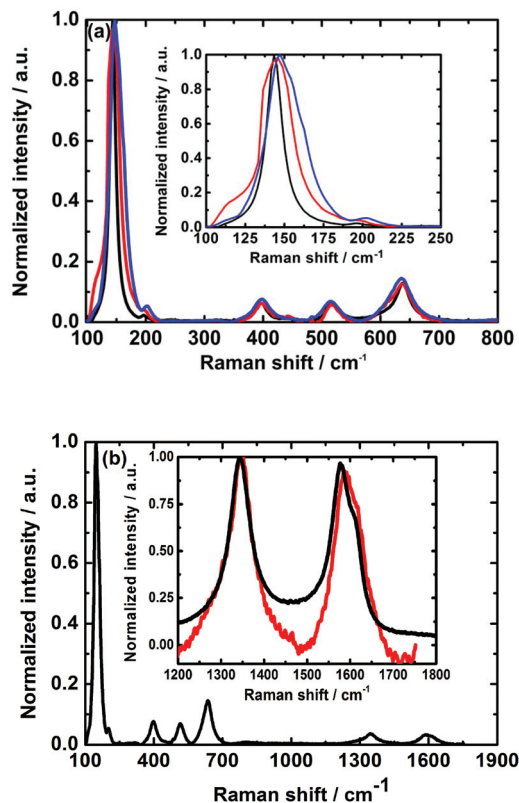 (a)
Normalized intensity / a.u.
1.0
0.8
0.6
0.4
0.2
0.0
100 200 300 400 500 600 700 800
Raman shift / cm-1
1.0
0.8
0.6
0.4
0.2
0.0
100 125 150 175 200 225 250
Raman shift / cm-1
Normalized intensity / a.u.
(b)
Normalized intensity / a.u.
1.0
0.8
0.6
0.4
0.2
0.0
100 400 700 1000 1300 1600 1900
Raman shift / cm-1
1.00
0.75
0.50
0.25
0.00
1200 1300 1400 1500 1600 1700 1800
Raman shift / cm-1
Normalized intensity / a.u.